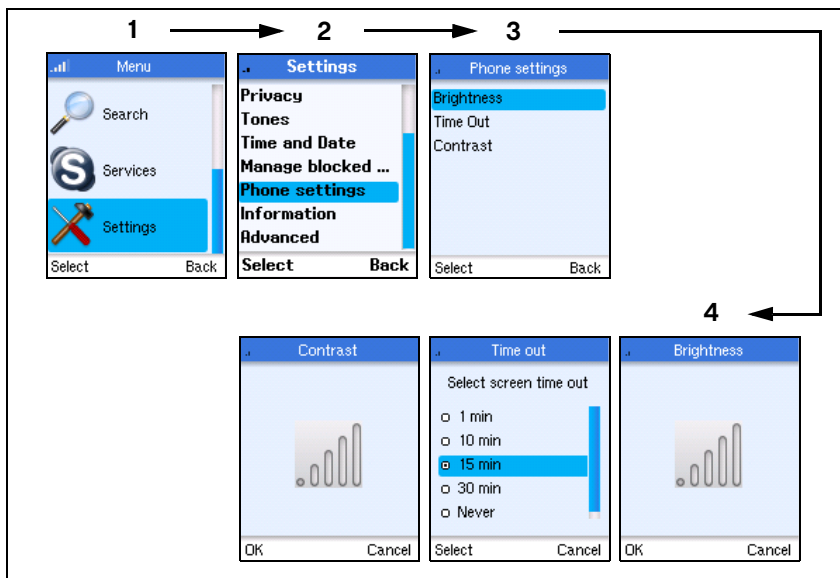 1
2
3
Menu
Search
Services
Settings
Select Back
Settings
Privacy
Tones
Time and Date
Manage blocked ...
Phone settings
Information
Advanced
Select Back
Phone settings
Brightness
Time Out
Contrast
Select Back
4
Contrast
OK Cancel
Time out
Select screen time out
1 min
10 min
15 min
30 min
Never
Select Cancel
Brightness
OK Cancel